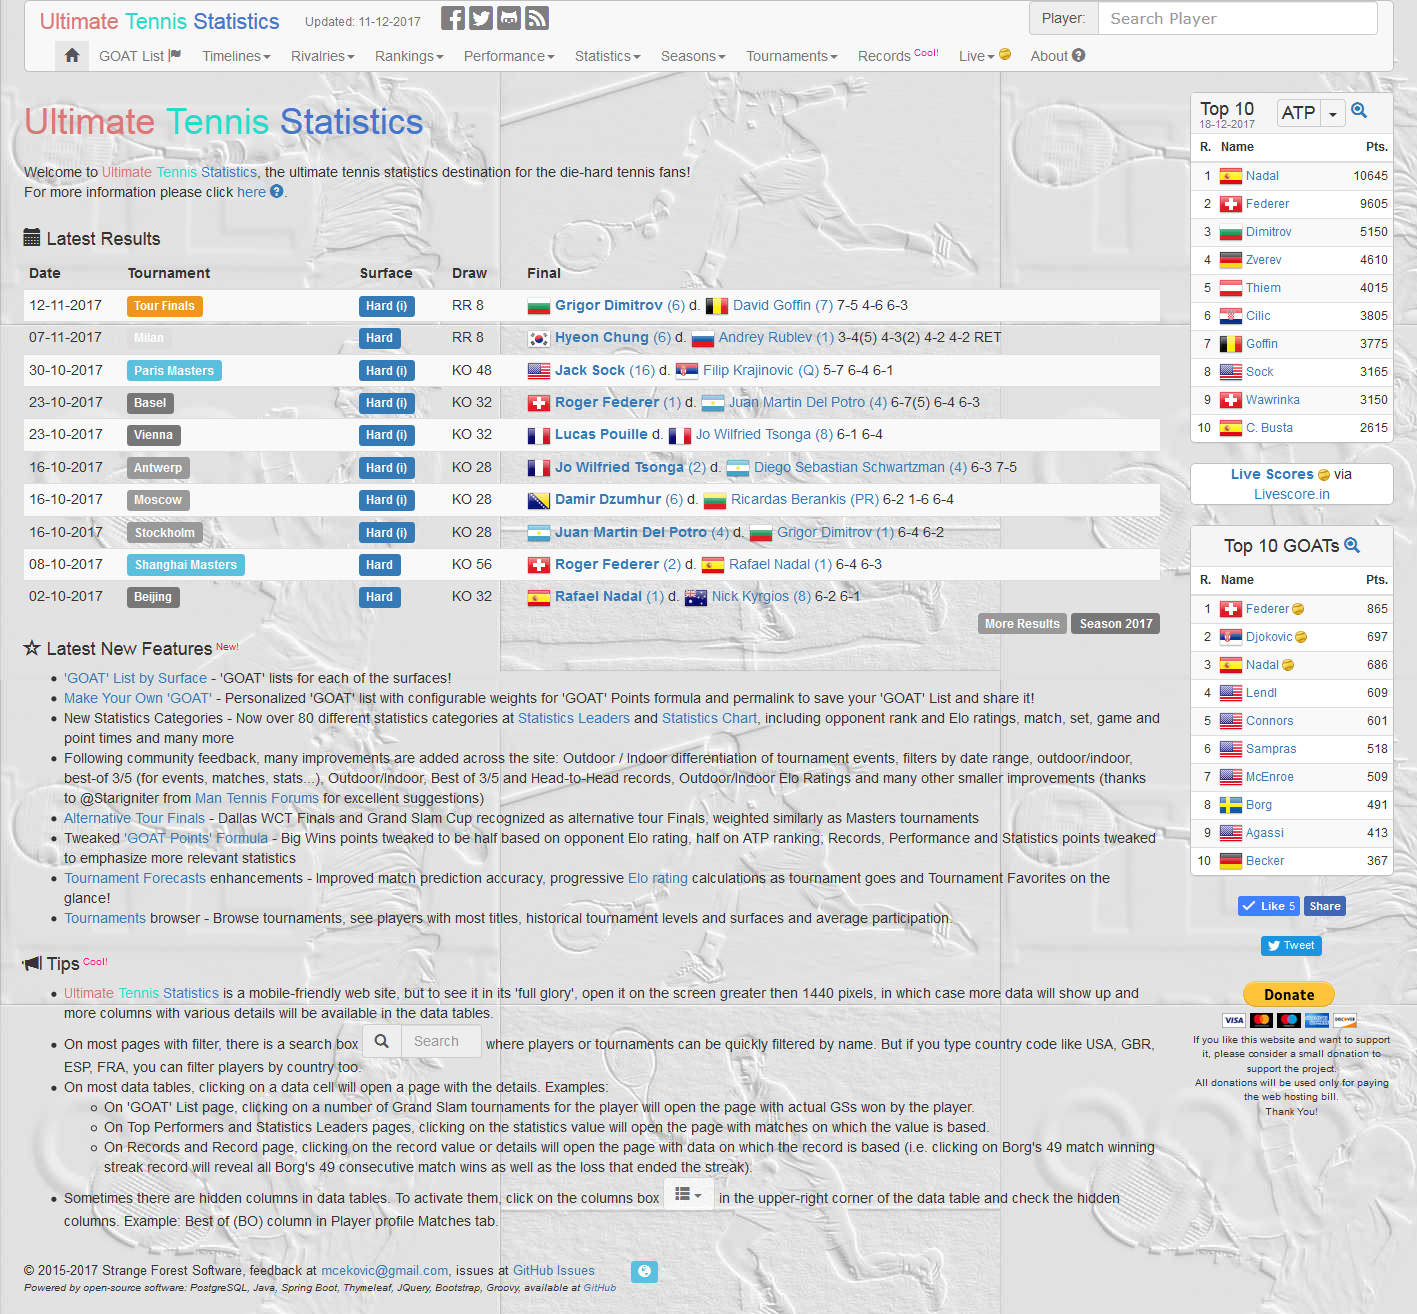 Ultimate Tennis Statistics
Updated: 11-12-2017
Player:
Search Player
GOAT List
Timelines
Rivalries
Rankings
Performance
Statistics
Seasons
Tournaments
Records Cool!
Live
About
Ultimate Tennis Statistics
Welcome to Ultimate Tennis Statistics, the ultimate tennis statistics destination for the die-hard tennis fans!
For more information please click here .
Latest Results
Date Tournament Surface Draw Final
12-11-2017 Tour Finals Hard (i) RR 8 Grigor Dimitrov (6) d. David Goffin (7) 7-5 4-6 6-3
07-11-2017 Milan Hard RR 8 Hyeon Chung (6) d. Andrey Rublev (1) 3-4(5) 4-3(2) 4-2 4-2 RET
30-10-2017 Paris Masters Hard (i) KO 48 Jack Sock (16) d. Filip Krajinovic (Q) 5-7 6-4 6-1
23-10-2017 Basel Hard (i) KO 32 Roger Federer (1) d. Juan Martin Del Potro (4) 6-7(5) 6-4 6-3
23-10-2017 Vienna Hard (i) KO 32 Lucas Pouille d. Jo Wilfried Tsonga (8) 6-1 6-4
16-10-2017 Antwerp Hard (i) KO 28 Jo Wilfried Tsonga (2) d. Diego Sebastian Schwartzman (4) 6-3 7-5
16-10-2017 Moscow Hard (i) KO 28 Damir Dzumhur (6) d. Ricardas Berankis (PR) 6-2 1-6 6-4
16-10-2017 Stockholm Hard (i) KO 28 Juan Martin Del Potro (4) d. Grigor Dimitrov (1) 6-4 6-2
08-10-2017 Shanghai Masters Hard KO 56 Roger Federer (2) d. Rafael Nadal (1) 6-4 6-3
02-10-2017 Beijing Hard KO 32 Rafael Nadal (1) d. Nick Kyrgios (8) 6-2 6-1
More Results Season 2017
Latest New Features New!
'GOAT' List by Surface - 'GOAT' lists for each of the surfaces!
Make Your Own 'GOAT' - Personalized 'GOAT' list with configurable weights for 'GOAT' Points formula and permalink to save your 'GOAT' List and share it!
New Statistics Categories - Now over 80 different statistics categories at Statistics Leaders and Statistics Chart, including opponent rank and Elo ratings, match, set, game and
point times and many more
Following community feedback, many improvements are added across the site: Outdoor / Indoor differentiation of tournament events, filters by date range, outdoor/indoor,
best-of 3/5 (for events, matches, stats...), Outdoor/Indoor, Best of 3/5 and Head-to-Head records, Outdoor/Indoor Elo Ratings and many other smaller improvements (thanks
to @Starigniter from Man Tennis Forums for excellent suggestions)
Alternative Tour Finals - Dallas WCT Finals and Grand Slam Cup recognized as alternative tour Finals, weighted similarly as Masters tournaments
Tweaked 'GOAT Points' Formula - Big Wins points tweaked to be half based on opponent Elo rating, half on ATP ranking; Records, Performance and Statistics points tweaked
to emphasize more relevant statistics
Tournament Forecasts enhancements - Improved match prediction accuracy, progressive Elo rating calculations as tournament goes and Tournament Favorites on the
glance!
Tournaments browser - Browse tournaments, see players with most titles, historical tournament levels and surfaces and average participation.
Tips Cool!
Ultimate Tennis Statistics is a mobile-friendly web site, but to see it in its 'full glory', open it on the screen greater then 1440 pixels, in which case more data will show up and
more columns with various details will be available in the data tables.
On most pages with filter, there is a search box Search where players or tournaments can be quickly filtered by name. But if you type country code like USA, GBR,
ESP, FRA, you can filter players by country too.
On most data tables, clicking on a data cell will open a page with the details. Examples:
On 'GOAT' List page, clicking on a number of Grand Slam tournaments for the player will open the page with actual GSs won by the player.
On Top Performers and Statistics Leaders pages, clicking on the statistics value will open the page with matches on which the value is based.
On Records and Record page, clicking on the record value or details will open the page with data on which the record is based (i.e. clicking on Borg's 49 match winning
streak record will reveal all Borg's 49 consecutive match wins as well as the loss that ended the streak).
Sometimes there are hidden columns in data tables. To activate them, click on the columns box in the upper-right corner of the data table and check the hidden
columns. Example: Best of (BO) column in Player profile Matches tab.
© 2015-2017 Strange Forest Software, feedback at mcekovic@gmail.com, issues at GitHub Issues
Powered by open-source software: PostgreSQL, Java, Spring Boot, Thymeleaf, JQuery, Bootstrap, Groovy, available at GitHub
Top 10
18-12-2017
ATP
R. Name Pts.
1 Nadal 10645
2 Federer 9605
3 Dimitrov 5150
4 Zverev 4610
5 Thiem 4015
6 Cilic 3805
7 Goffin 3775
8 Sock 3165
9 Wawrinka 3150
10 C. Busta 2615
Live Scores via
Livescore.in
Top 10 GOATs
R. Name Pts.
1 Federer 865
2 Djokovic 697
3 Nadal 686
4 Lendl 609
5 Connors 601
6 Sampras 518
7 McEnroe 509
8 Borg 491
9 Agassi 413
10 Becker 367
Like 5 Share
Tweet
Donate
VISA
DISCOVER
If you like this website and want to support
it, please consider a small donation to
support the project.
All donations will be used only for paying
the web hosting bill.
Thank You!